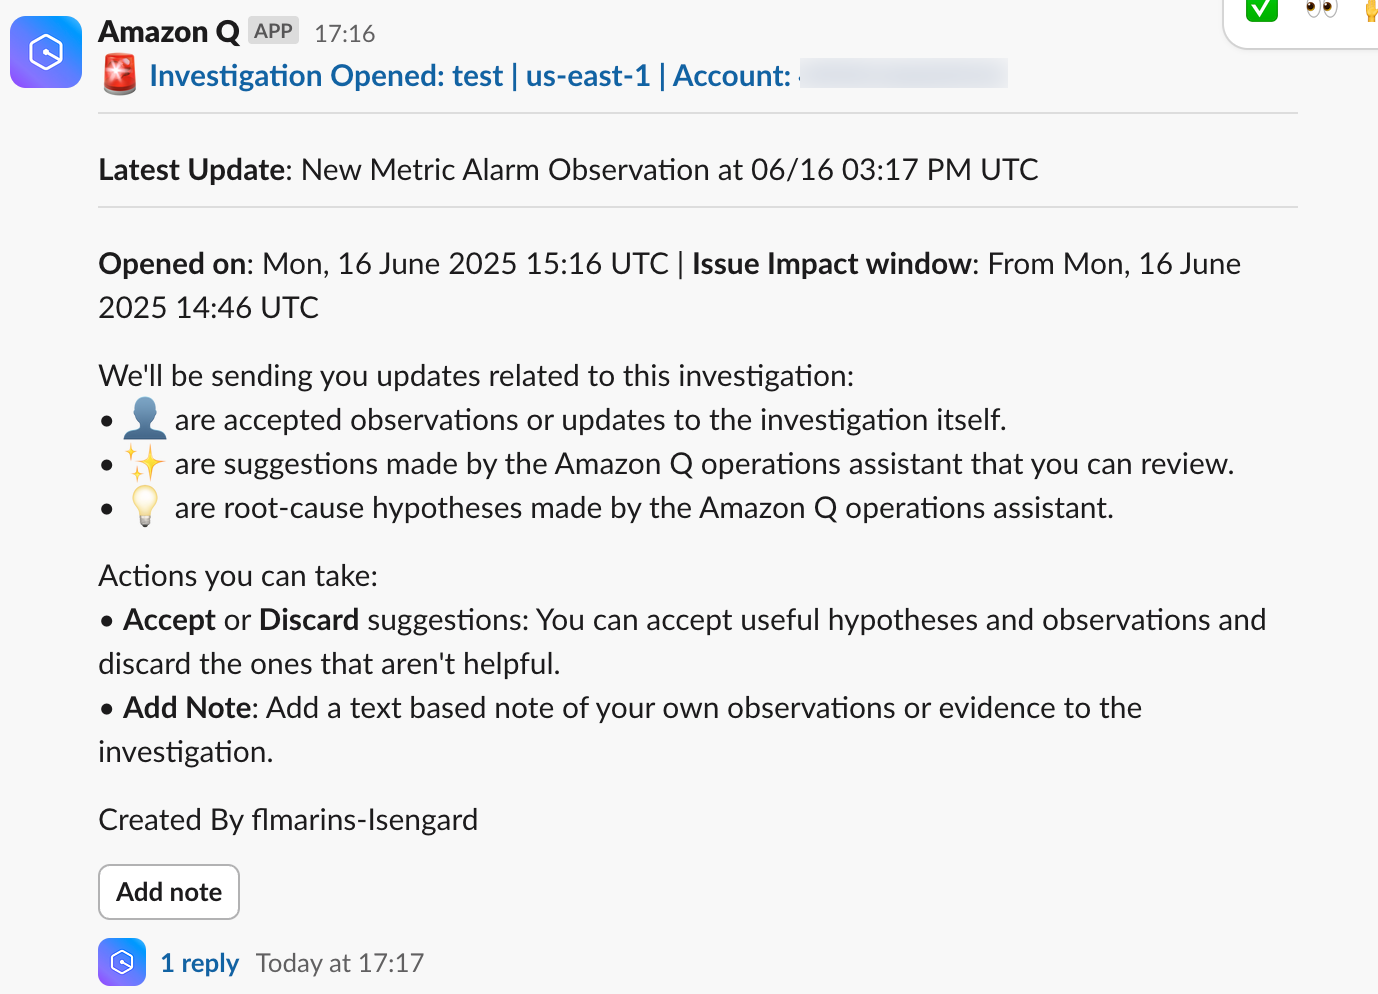 Amazon Q APP 17:16
Investigation Opened: test | us-east-1 | Account:
Latest Update: New Metric Alarm Observation at 06/16 03:17 PM UTC
Opened on: Mon, 16 June 2025 15:16 UTC | Issue Impact window: From Mon, 16 June
2025 14:46 UTC
We'll be sending you updates related to this investigation:
• 👤 are accepted observations or updates to the investigation itself.
• ✨ are suggestions made by the Amazon Q operations assistant that you can review.
• 💡 are root-cause hypotheses made by the Amazon Q operations assistant.
Actions you can take:
• Accept or Discard suggestions: You can accept useful hypotheses and observations and
discard the ones that aren't helpful.
• Add Note: Add a text based note of your own observations or evidence to the
investigation.
Created By flmarins-Isengard
Add note
1 reply Today at 17:17